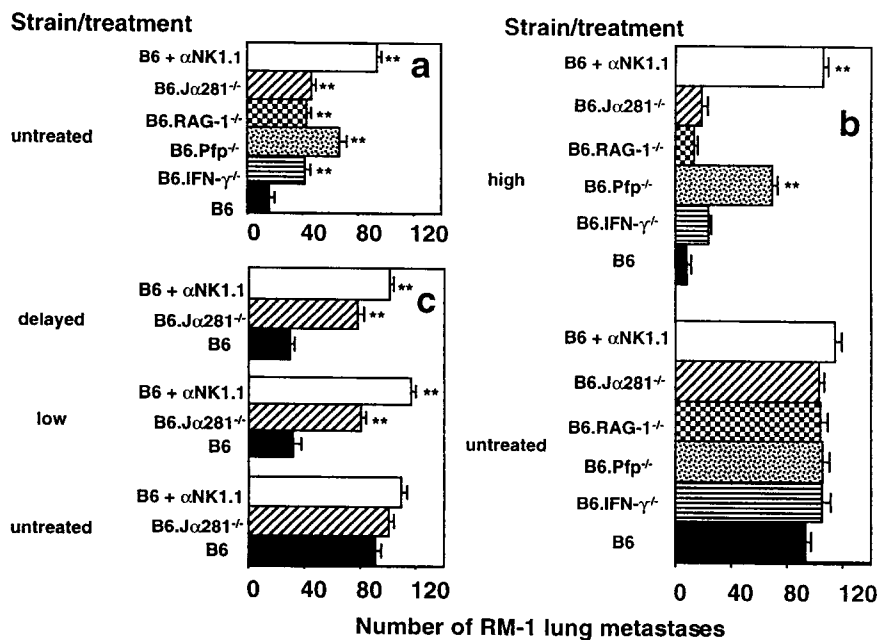 Strain/treatment
a
untreated
B6 + αNK1.1
**
B6.Jα281-/-
**
B6.RAG-1-/-
**
B6.Pfp-/-
**
B6.IFN-γ-/-
**
B6
0 40 80 120
c
delayed
B6 + αNK1.1
**
B6.Jα281-/-
**
B6
low
B6 + αNK1.1
**
B6.Jα281-/-
**
B6
untreated
B6 + αNK1.1
B6.Jα281-/-
B6
0 40 80 120
Strain/treatment
b
high
B6 + αNK1.1
**
B6.Jα281-/-
B6.RAG-1-/-
B6.Pfp-/-
**
B6.IFN-γ-/-
B6
untreated
B6 + αNK1.1
B6.Jα281-/-
B6.RAG-1-/-
B6.Pfp-/-
B6.IFN-γ-/-
B6
0 40 80 120
Number of RM-1 lung metastases